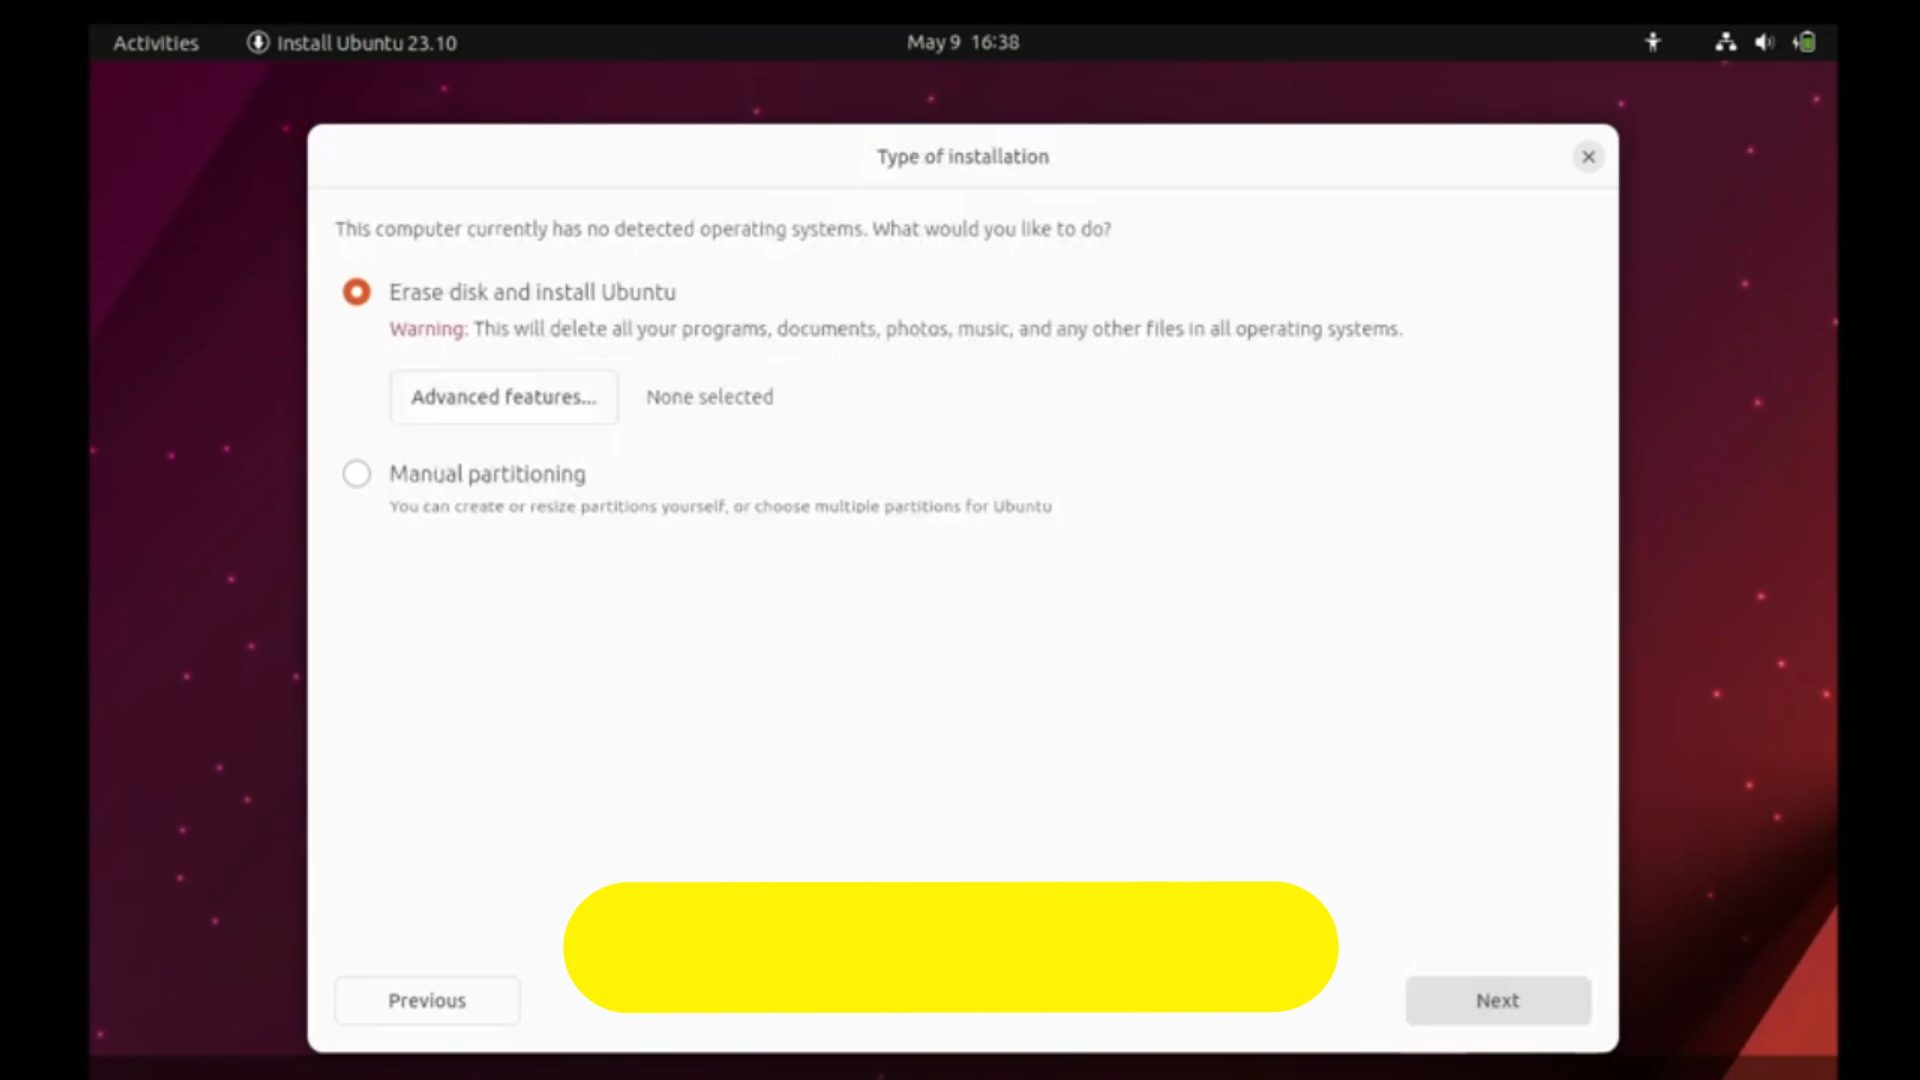 Activities Install Ubuntu 23.10 May 9 16:38
Type of installation
This computer currently has no detected operating systems. What would you like to do?
Erase disk and install Ubuntu
Warning: This will delete all your programs, documents, photos, music, and any other files in all operating systems.
Advanced features... None selected
Manual partitioning
You can create or resize partitions yourself, or choose multiple partitions for Ubuntu
Previous Next